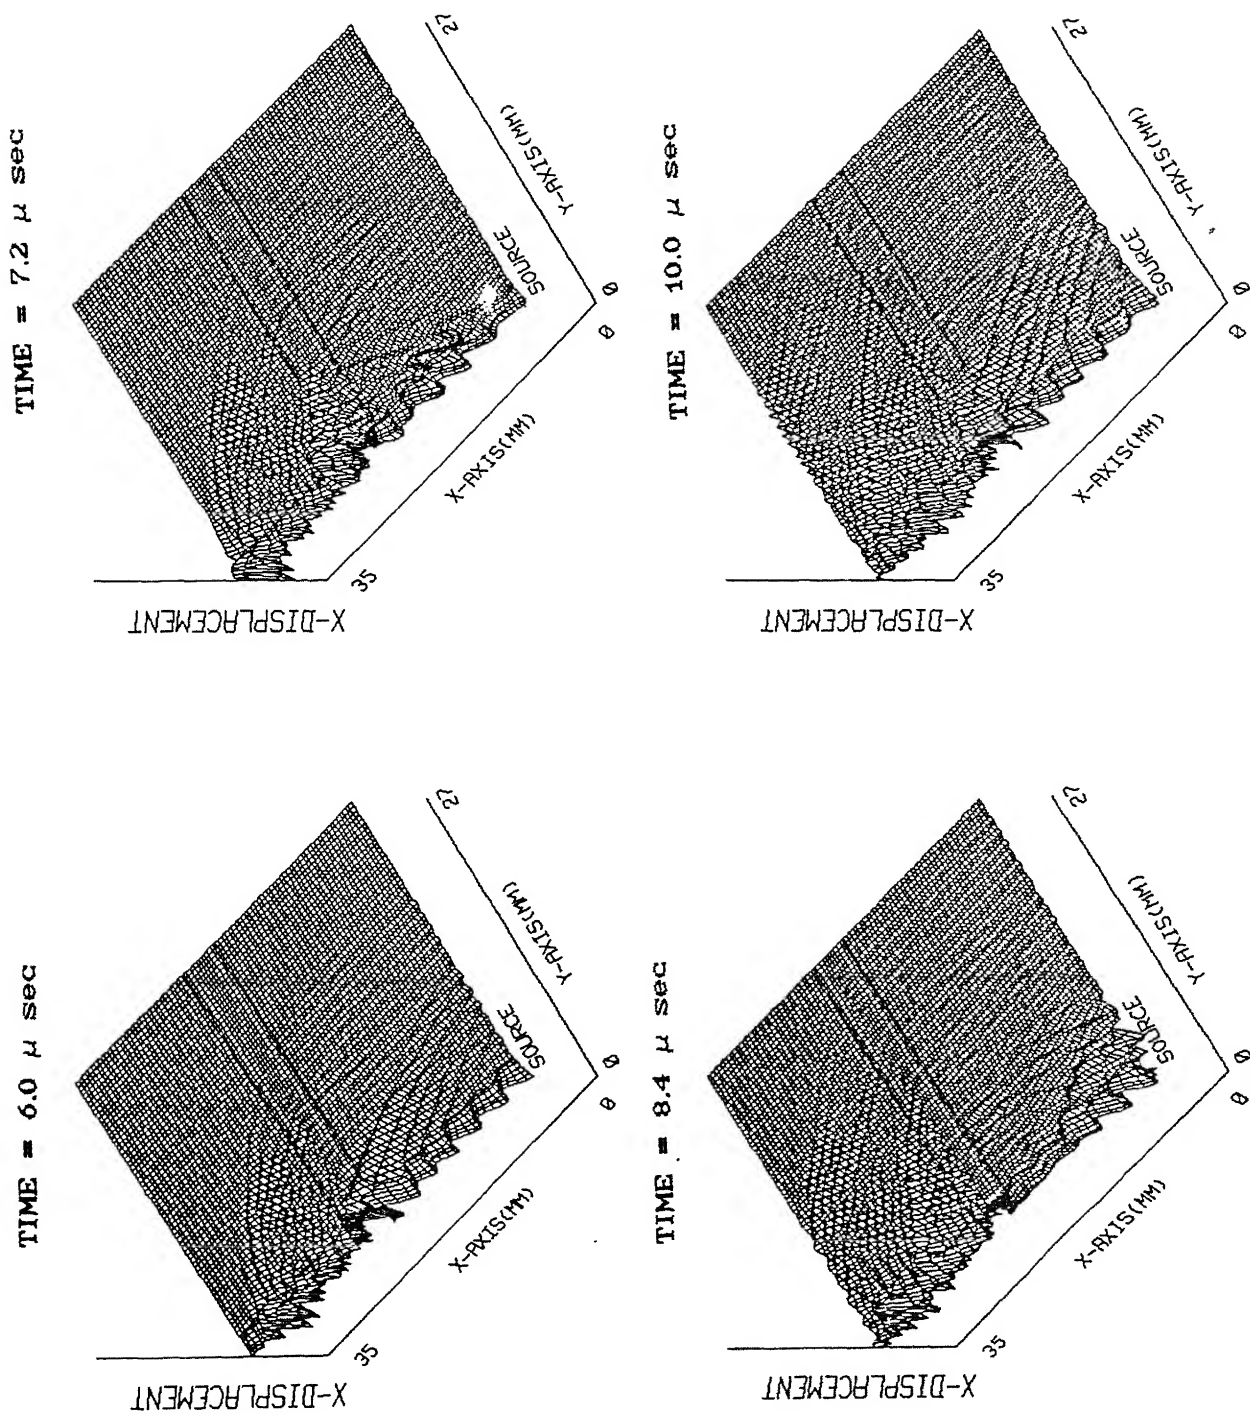 TIME = 6.0 μ sec
X-DISPLACEMENT
35
X-AXIS(MM)
0
0
Y-AXIS(MM)
27
SOURCE
TIME = 7.2 μ sec
X-DISPLACEMENT
35
X-AXIS(MM)
0
0
Y-AXIS(MM)
27
SOURCE
TIME = 8.4 μ sec
X-DISPLACEMENT
35
X-AXIS(MM)
0
0
Y-AXIS(MM)
27
SOURCE
TIME = 10.0 μ sec
X-DISPLACEMENT
35
X-AXIS(MM)
0
0
Y-AXIS(MM)
27
SOURCE